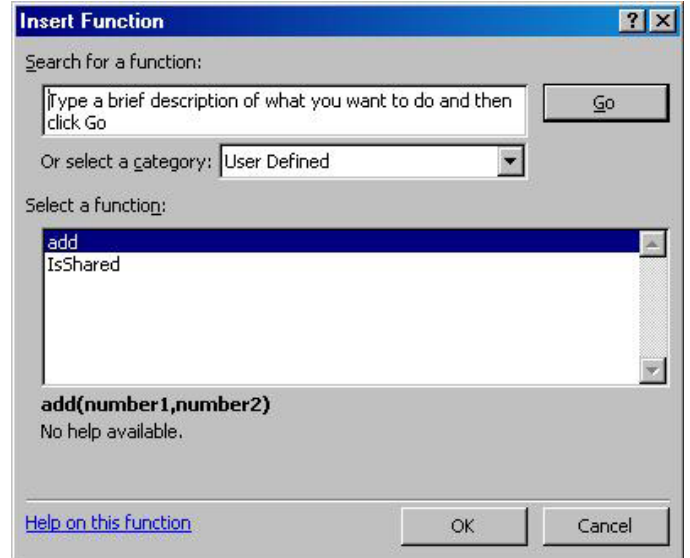 Insert Function
Search for a function:
Type a brief description of what you want to do and then
click Go
Go
Or select a category: User Defined
Select a function:
add
IsShared
add(number1,number2)
No help available.
Help on this function
OK
Cancel